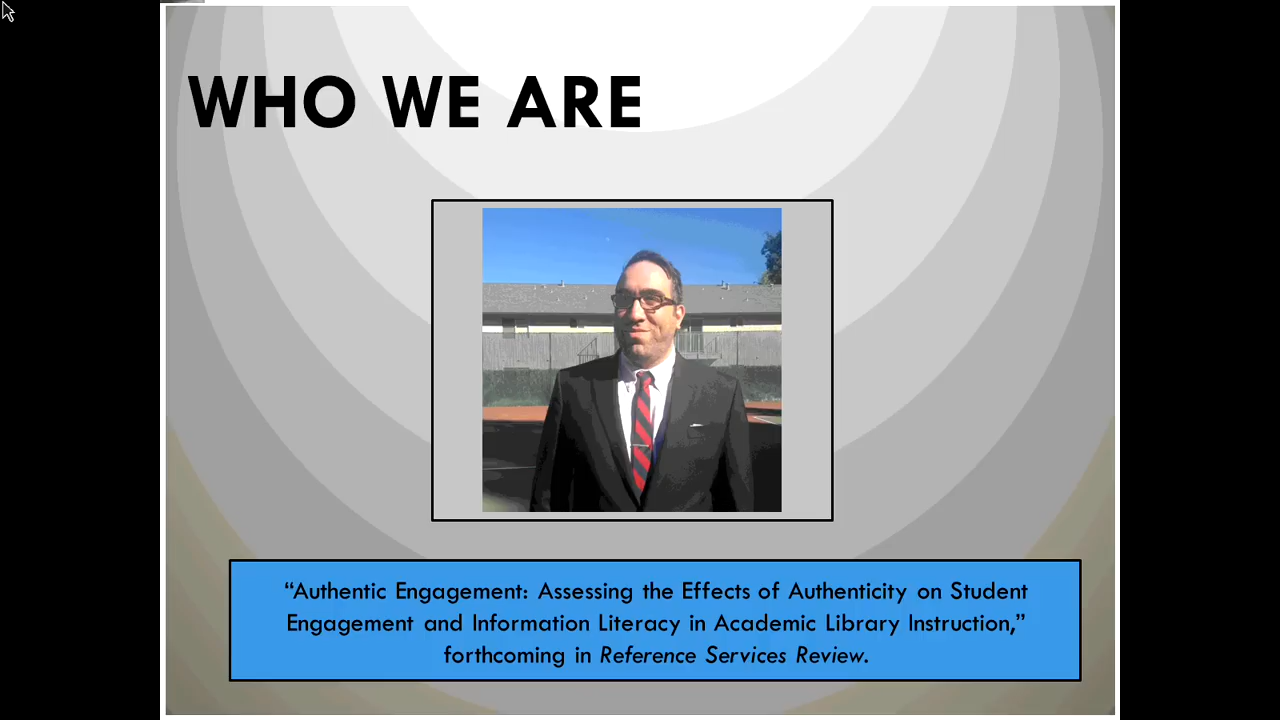 WHO WE ARE
“Authentic Engagement: Assessing the Effects of Authenticity on Student
Engagement and Information Literacy in Academic Library Instruction,”
forthcoming in Reference Services Review.